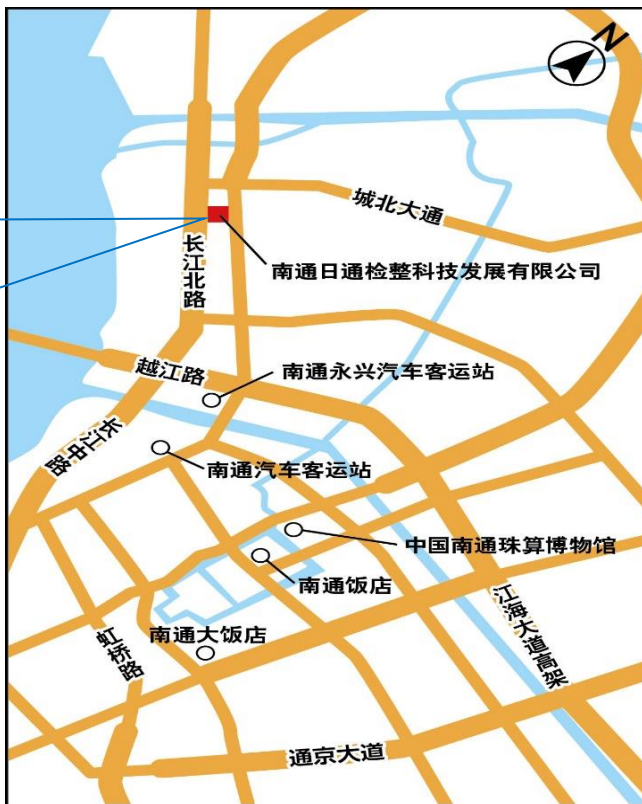 N
城北大通
长江北路
南通日通检整科技发展有限公司
越江路
南通永兴汽车客运站
长江中路
南通汽车客运站
中国南通珠算博物馆
南通饭店
江海大道高架
虹桥路
南通大饭店
通京大道